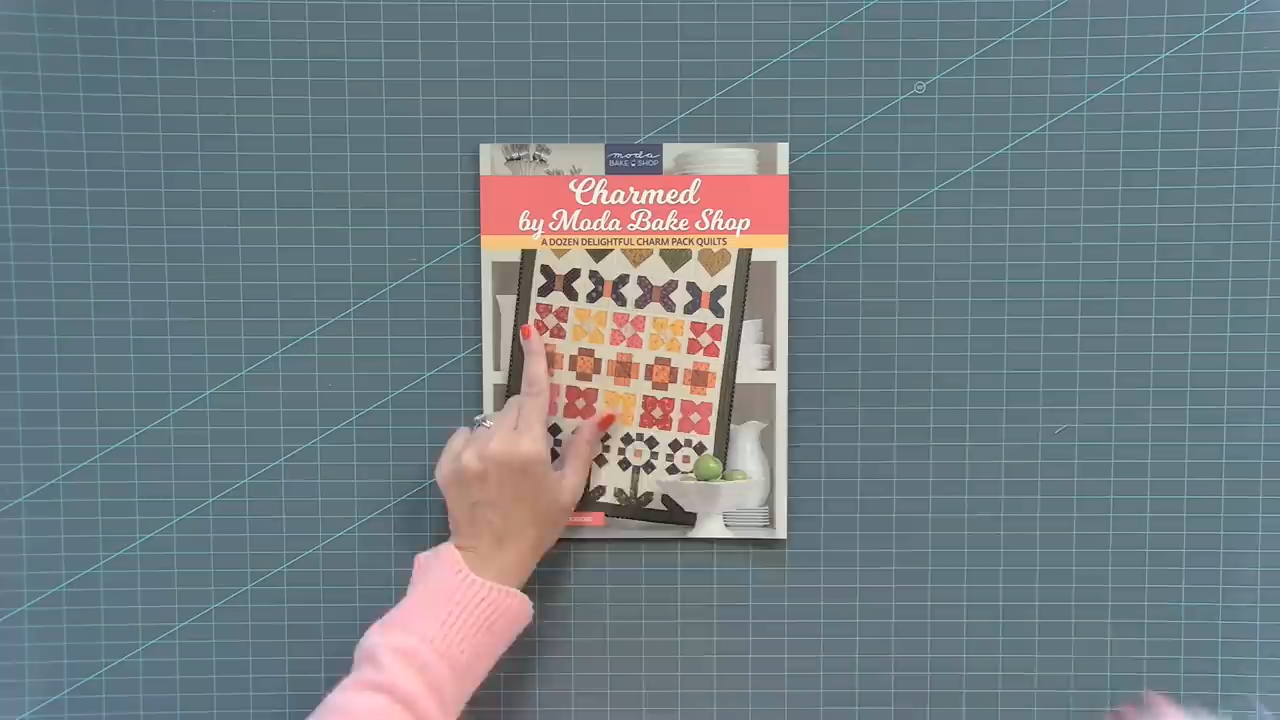 moda
BAKE SHOP
Charmed
by Moda Bake Shop
A DOZEN DELIGHTFUL CHARM PACK QUILTS